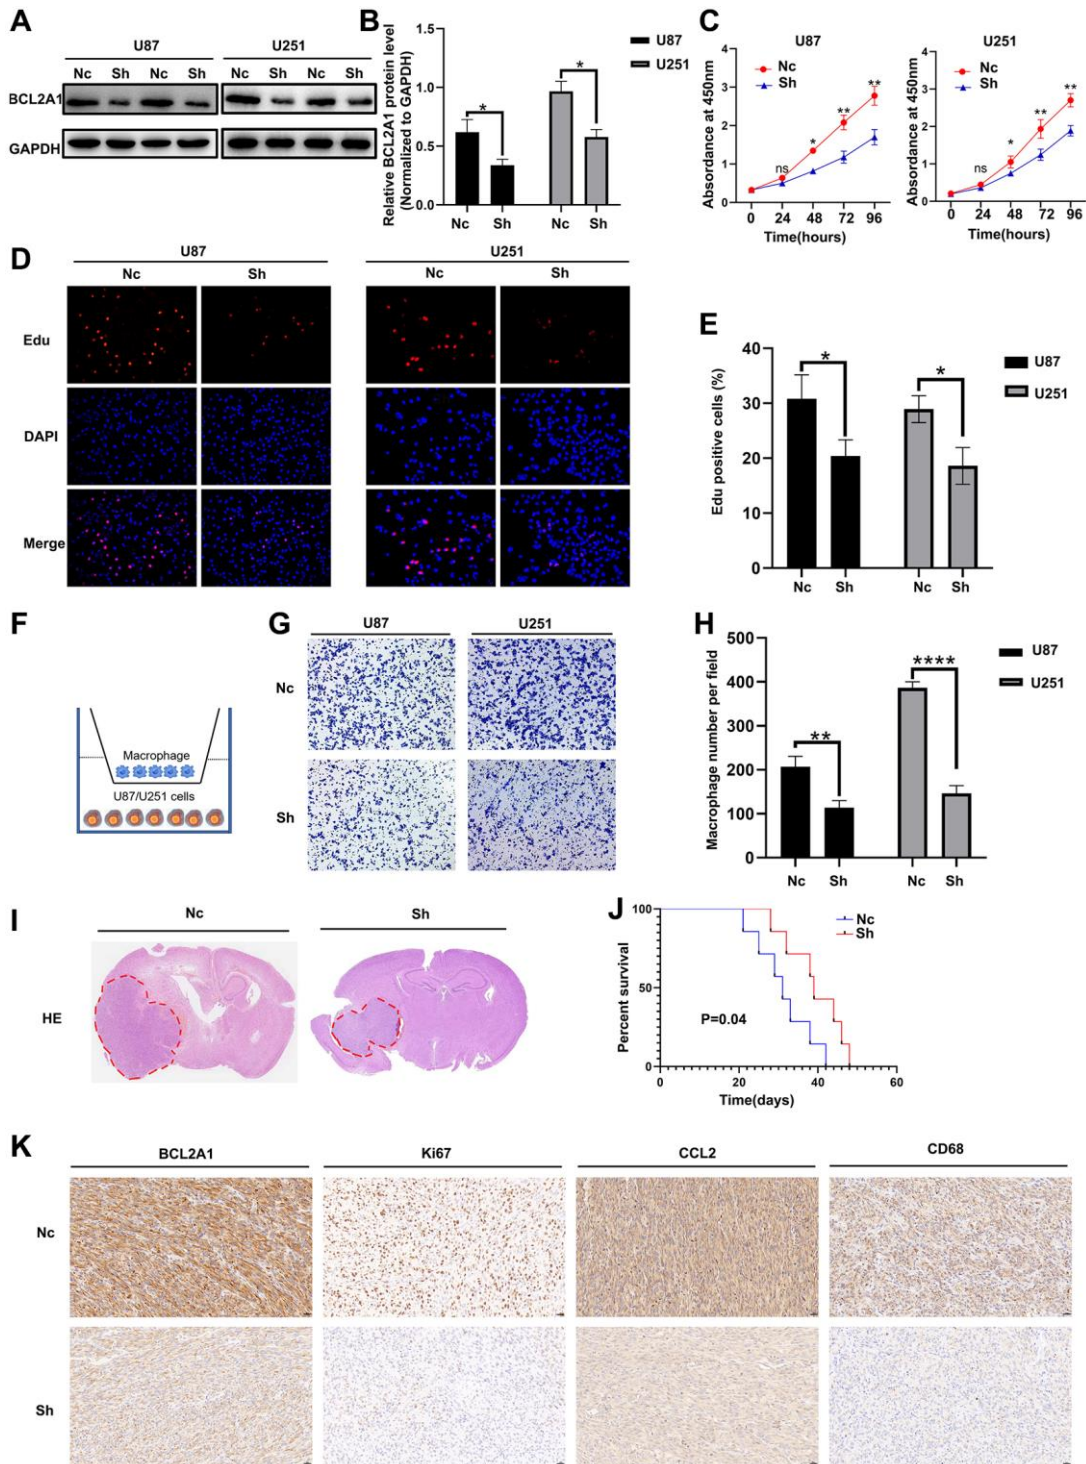 A
U87
U251
Nc Sh Nc Sh
Nc Sh Nc Sh
BCL2A1
GAPDH
B
Relative BCL2A1 protein level
(Normalized to GAPDH)
1.5
1.0
0.5
0.0
*
*
Nc Sh Nc Sh
U87
U251
C
U87
Absordance at 450nm
4
3
2
1
0
Nc
Sh
ns
*
**
**
0 24 48 72 96
Time(hours)
U251
Absordance at 450nm
4
3
2
1
0
Nc
Sh
ns
*
**
**
0 24 48 72 96
Time(hours)
D
U87
U251
Nc Sh Nc Sh
Edu
DAPI
Merge
E
Edu positive cells (%)
40
30
20
10
0
*
*
Nc Sh Nc Sh
U87
U251
F
Macrophage
U87/U251 cells
G
U87 U251
Nc
Sh
H
Macrophage number per field
500
400
300
200
100
0
**
****
Nc Sh Nc Sh
U87
U251
I
Nc Sh
HE
J
Percent survival
100
50
0
Nc
Sh
P=0.04
0 20 40 60
Time(days)
K
BCL2A1 Ki67 CCL2 CD68
Nc
Sh